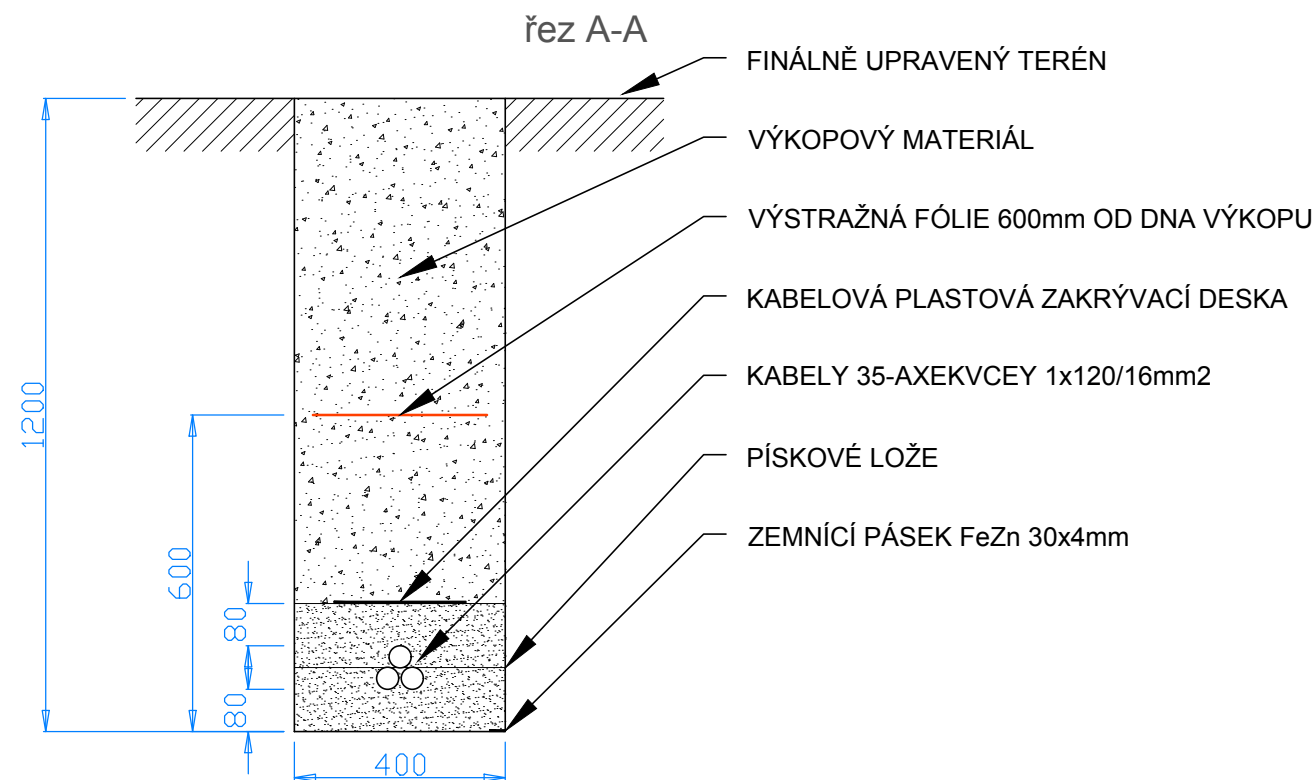 řez A-A
FINÁLNĚ UPRAVENÝ TERÉN
VÝKOPOVÝ MATERIÁL
VÝSTRAŽNÁ FÓLIE 600mm OD DNA VÝKOPU
KABELOVÁ PLASTOVÁ ZAKRÝVACÍ DESKA
KABELY 35-AXEKVCEY 1x120/16mm2
PÍSKOVÉ LOŽE
ZEMNÍCÍ PÁSEK FeZn 30x4mm
1200
600
80
80
400